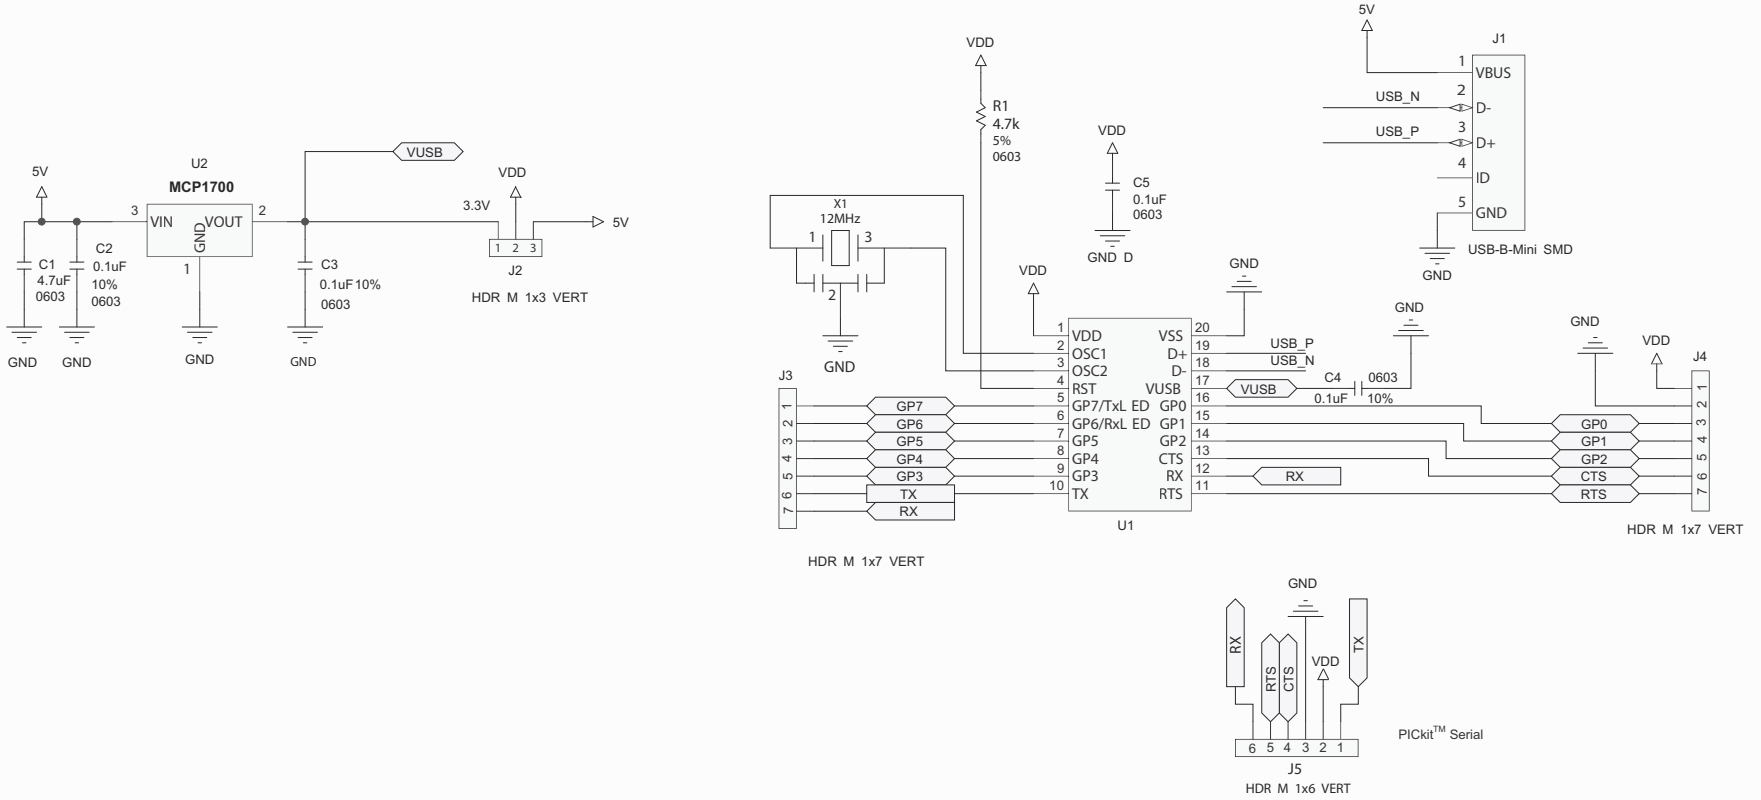 5V
U2
MCP1700
3
VIN
VOUT
GND
2
1
C1
4.7uF
0603
GND
C2
0.1uF
10%
0603
GND
GND
VUSB
C3
0.1uF 10%
0603
GND
3.3V
VDD
5V
1 2 3
J2
HDR M 1x3 VERT
VDD
R1
4.7k
5%
0603
X1
12MHz
1
3
2
GND
VDD
C5
0.1uF
0603
GND D
5V
J1
1 VBUS
USB_N
2 D-
USB_P
3 D+
4 ID
5 GND
GND
USB-B-Mini SMD
VDD
GND
1 VDD
2 OSC1
3 OSC2
4 RST
5 GP7/TxL ED
6 GP6/RxL ED
7 GP5
8 GP4
9 GP3
10 TX
VSS 20
D+ 19 USB_P
D- 18 USB_N
VUSB 17 VUSB
GP0 16
GP1 15
GP2 14
CTS 13
RX 12 RX
RTS 11
U1
C4
0603
0.1uF
10%
GND
J3
1 GP7
2 GP6
3 GP5
4 GP4
5 GP3
6 TX
7 RX
HDR M 1x7 VERT
GND
VDD
J4
1
2
GP0 3
GP1 4
GP2 5
CTS 6
RTS 7
HDR M 1x7 VERT
GND
RX
RTS
CTS
VDD
TX
6 5 4 3 2 1
J5
HDR M 1x6 VERT
PICkit™ Serial